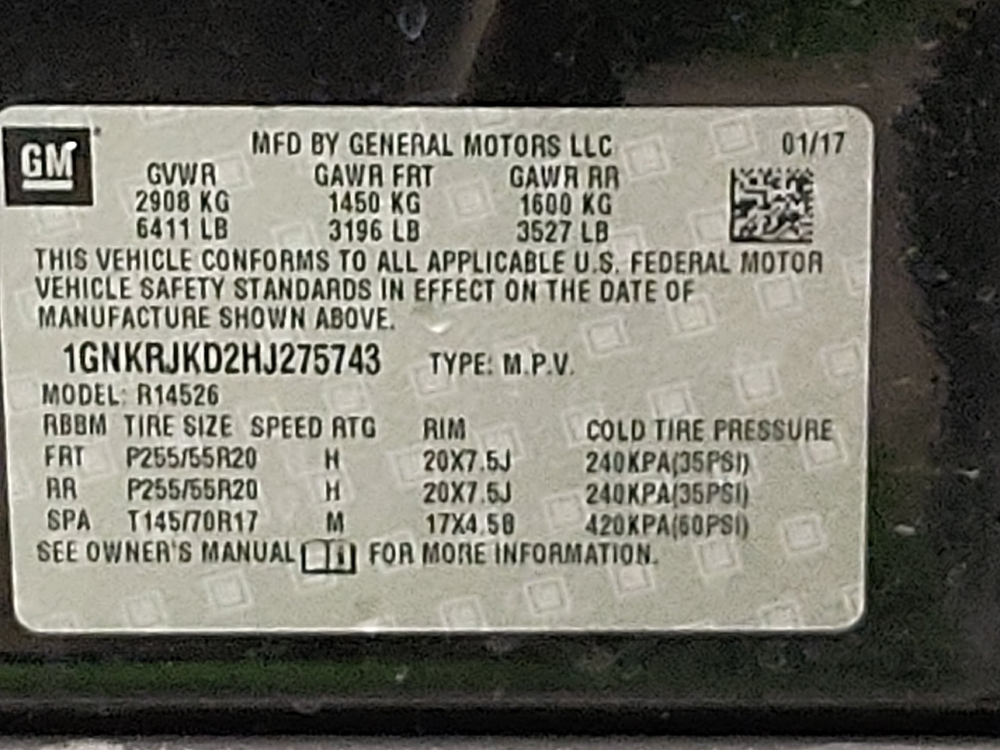 GM MFD BY GENERAL MOTORS LLC 01/17
GVWR GAWR FRT GAWR RR
2908 KG 1450 KG 1600 KG
6411 LB 3196 LB 3527 LB
THIS VEHICLE CONFORMS TO ALL APPLICABLE U.S. FEDERAL MOTOR
VEHICLE SAFETY STANDARDS IN EFFECT ON THE DATE OF
MANUFACTURE SHOWN ABOVE.
1GNKRJKD2HJ275743 TYPE: M.P.V.
MODEL: R14526
RBBM TIRE SIZE SPEED RTG RIM COLD TIRE PRESSURE
FRT P255/55R20 H 20X7.5J 240KPA(35PSI)
RR P255/55R20 H 20X7.5J 240KPA(35PSI)
SPA T145/70R17 M 17X4.5B 420KPA(60PSI)
SEE OWNER'S MANUAL FOR MORE INFORMATION.